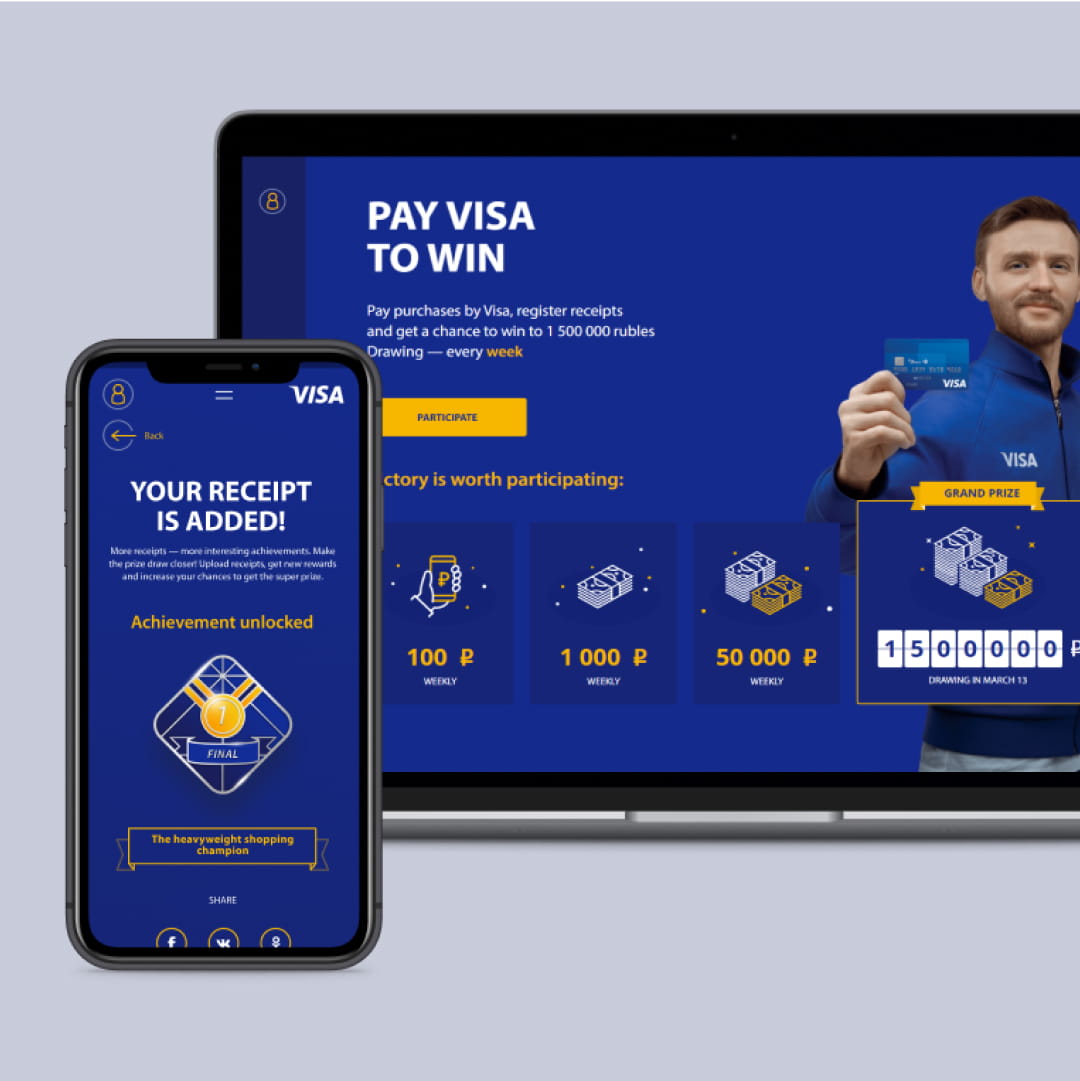 PAY VISA
TO WIN
Pay purchases by Visa, register receipts
and get a chance to win to 1 500 000 rubles
Drawing — every week
PARTICIPATE
ctory is worth participating:
100 ₽
WEEKLY
1 000 ₽
WEEKLY
50 000 ₽
WEEKLY
GRAND PRIZE
1500000 ₽
DRAWING IN MARCH 13
VISA
VISA
VISA
Back
YOUR RECEIPT
IS ADDED!
More receipts — more interesting achievements. Make
the prize draw closer! Upload receipts, get new rewards
and increase your chances to get the super prize.
Achievement unlocked
1
FINAL
The heavyweight shopping
champion
SHARE